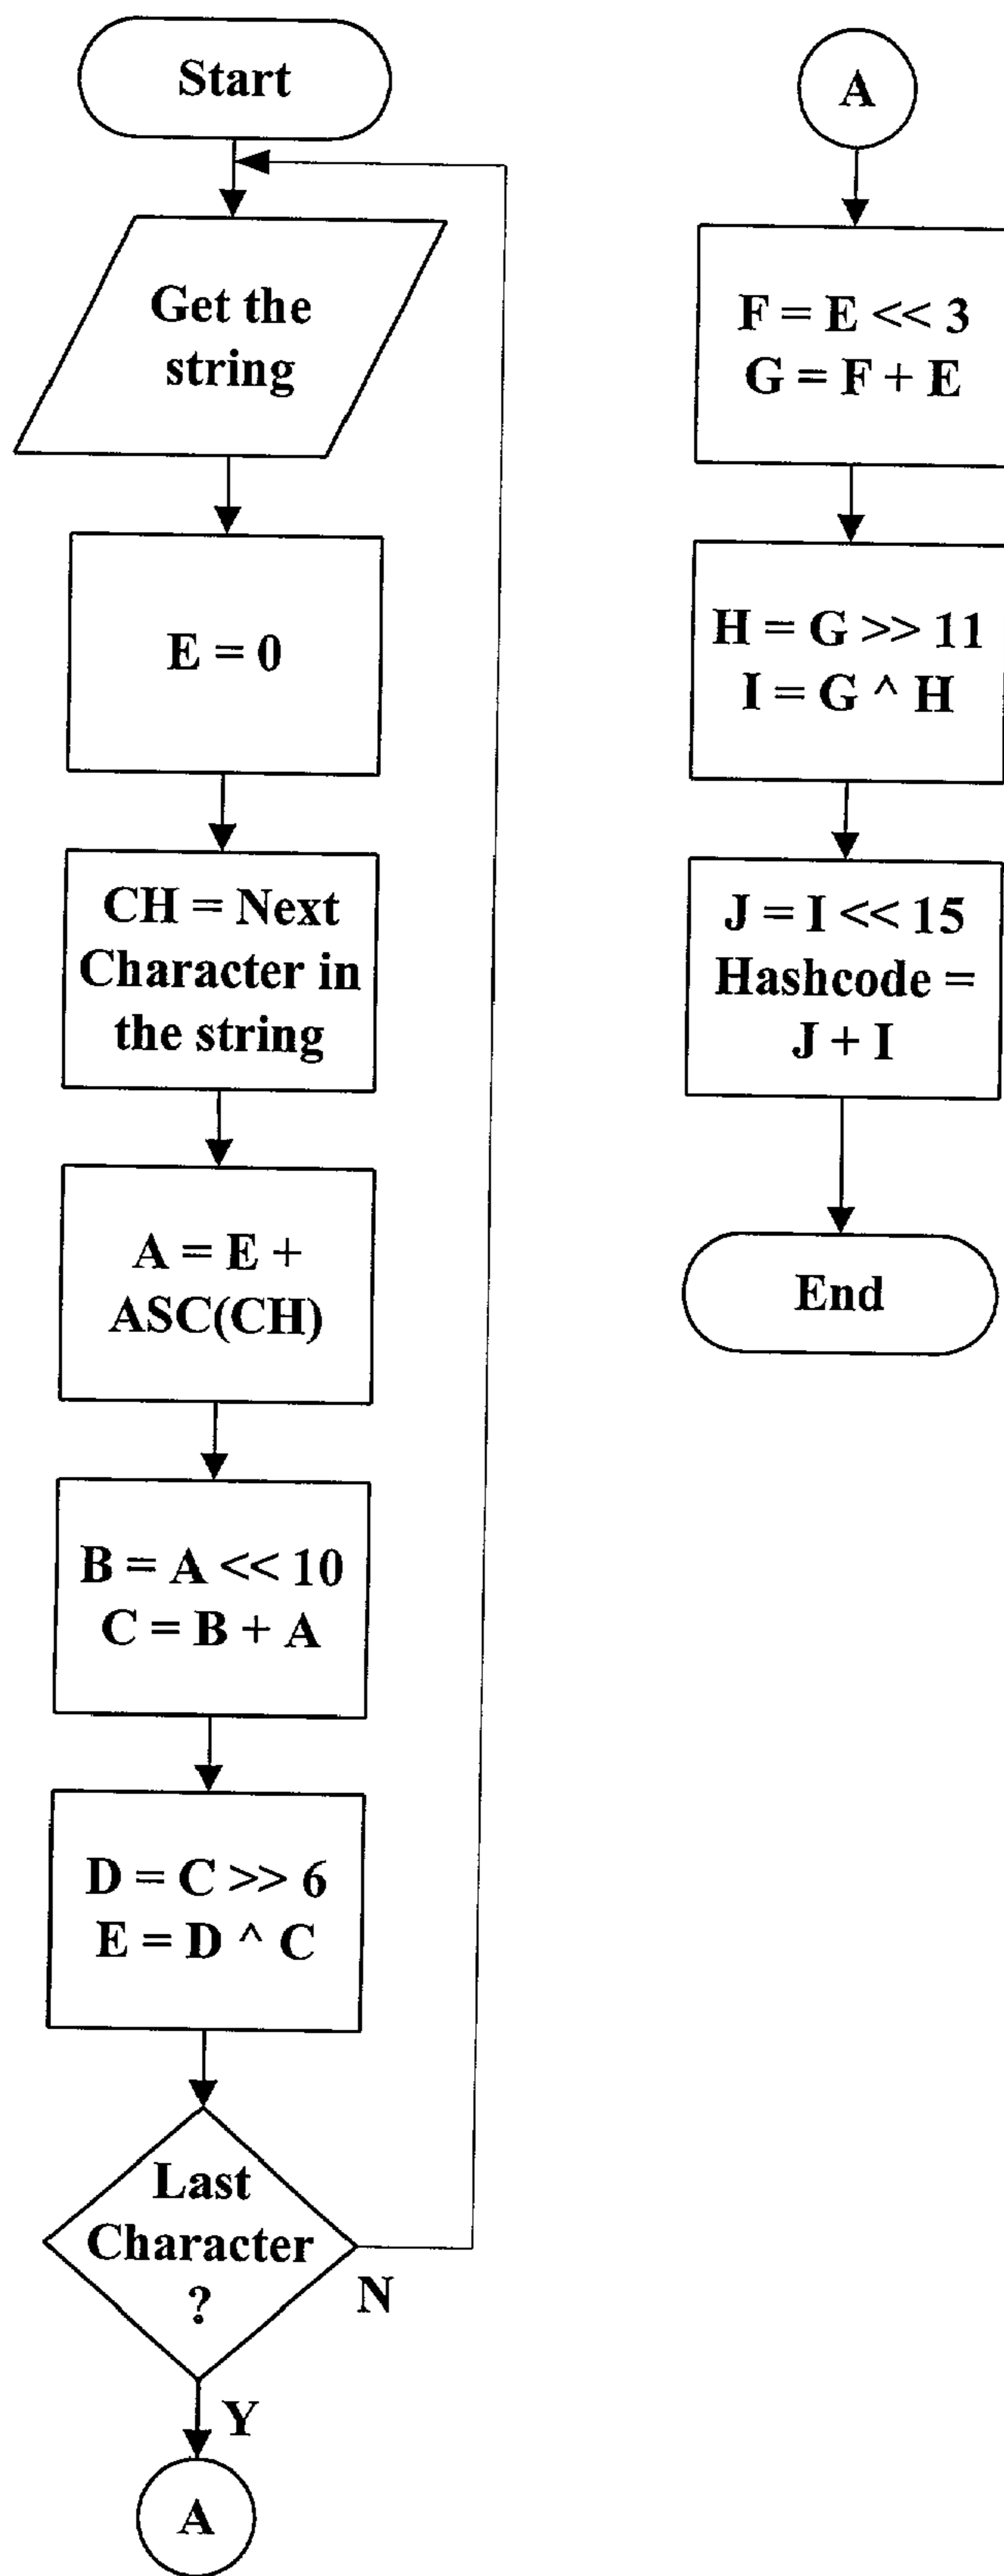 Start
Get the
string
E = 0
CH = Next
Character in
the string
A = E +
ASC(CH)
B = A << 10
C = B + A
D = C >> 6
E = D ^ C
Last
Character
?
N
Y
A
A
F = E << 3
G = F + E
H = G >> 11
I = G ^ H
J = I << 15
Hashcode =
J + I
End